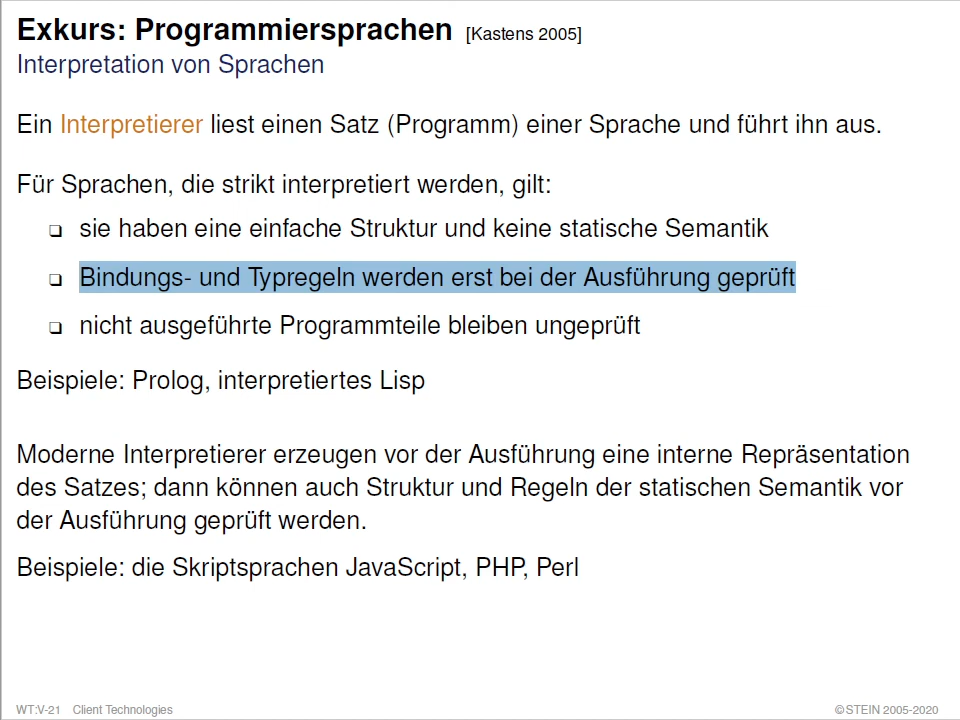 Exkurs: Programmiersprachen [Kastens 2005]
Interpretation von Sprachen
Ein Interpretierer liest einen Satz (Programm) einer Sprache und führt ihn aus.
Für Sprachen, die strikt interpretiert werden, gilt:
❑ sie haben eine einfache Struktur und keine statische Semantik
❑ Bindungs- und Typregeln werden erst bei der Ausführung geprüft
❑ nicht ausgeführte Programmteile bleiben ungeprüft
Beispiele: Prolog, interpretiertes Lisp
Moderne Interpretierer erzeugen vor der Ausführung eine interne Repräsentation
des Satzes; dann können auch Struktur und Regeln der statischen Semantik vor
der Ausführung geprüft werden.
Beispiele: die Skriptsprachen JavaScript, PHP, Perl
WT:V-21 Client Technologies ©STEIN 2005-2020